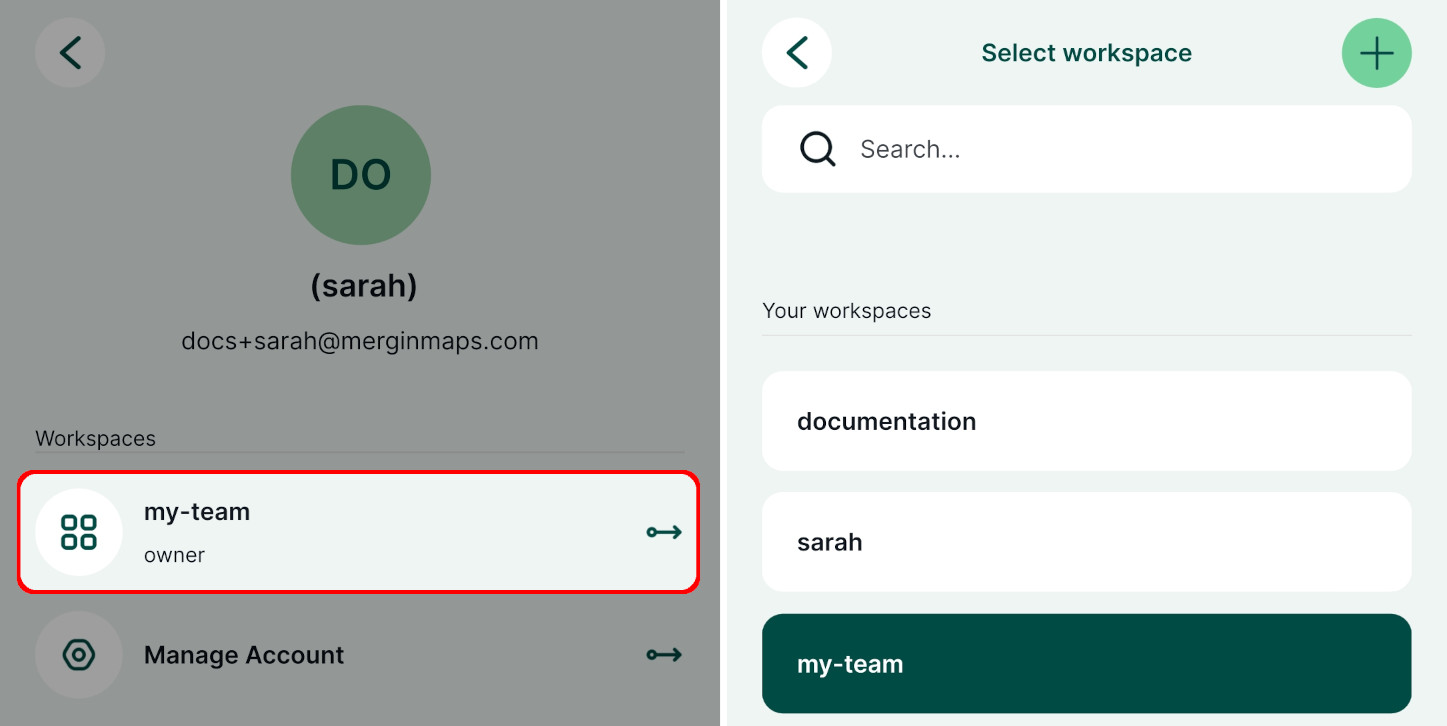 DO
(sarah)
docs+sarah@merginmaps.com
Workspaces
my-team
owner
Manage Account
Select workspace
Search...
Your workspaces
documentation
sarah
my-team